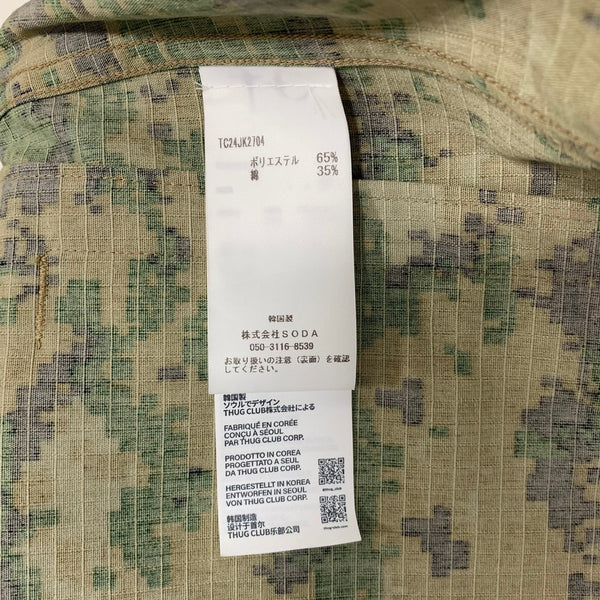 TC24JK2704
ポリエステル 65%
綿 35%
韓国製
株式会社SODA
050-3116-8539
お取り扱いの注意（裏面）を確認
してください。
韓国製
ソウルでデザイン
THUG CLUB株式会社による
FABRIQUÉ EN CORÉE
CONÇU À SÉOUL
PAR THUG CLUB CORP.
PRODOTTO IN COREA
PROGETTATO A SEUL
DA THUG CLUB CORP.
HERGESTELLT IN KOREA
ENTWORFEN IN SEOUL
VON THUG CLUB CORP.
@thug_club
韩国制造
设计于首尔
THUG CLUB乐部公司
thug-club.com